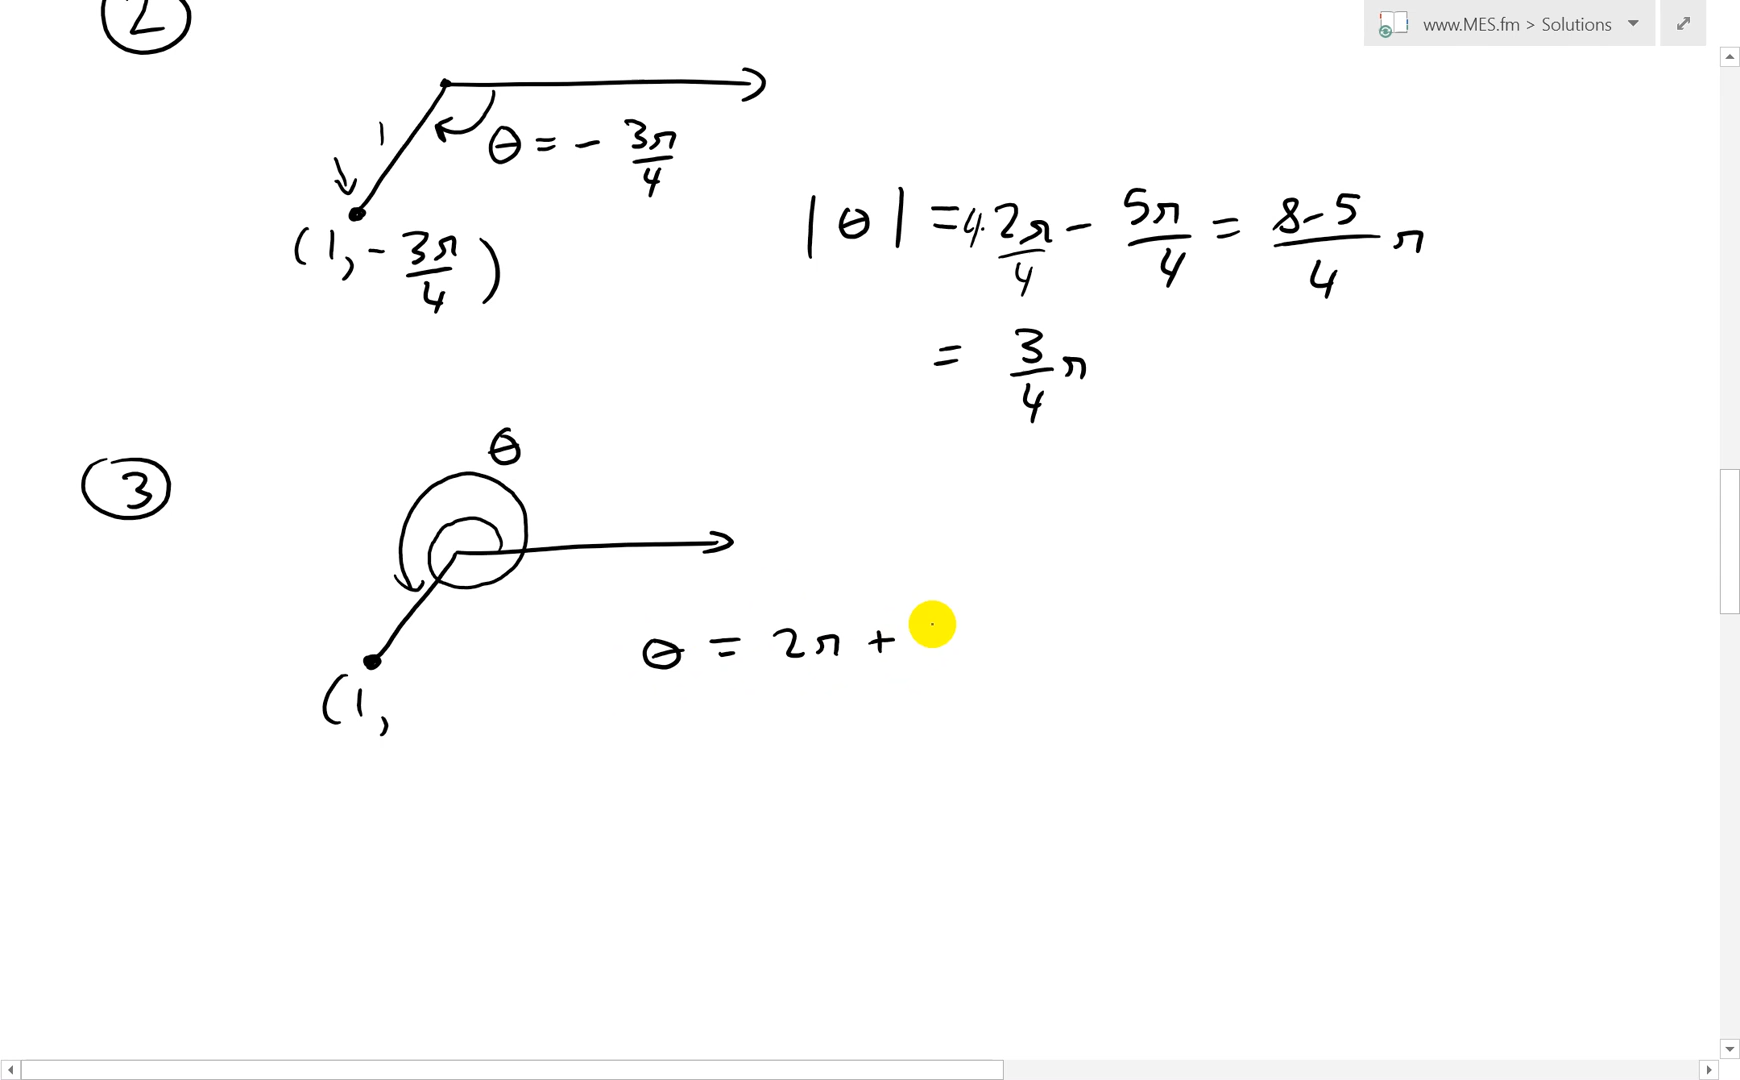 www.MES.fm > Solutions
②
1
θ = - 3π/4
(1, - 3π/4)
|θ| = 4·2π/4 - 5π/4 = 8-5/4 π
= 3/4 π
③
θ
θ = 2π +
(1,